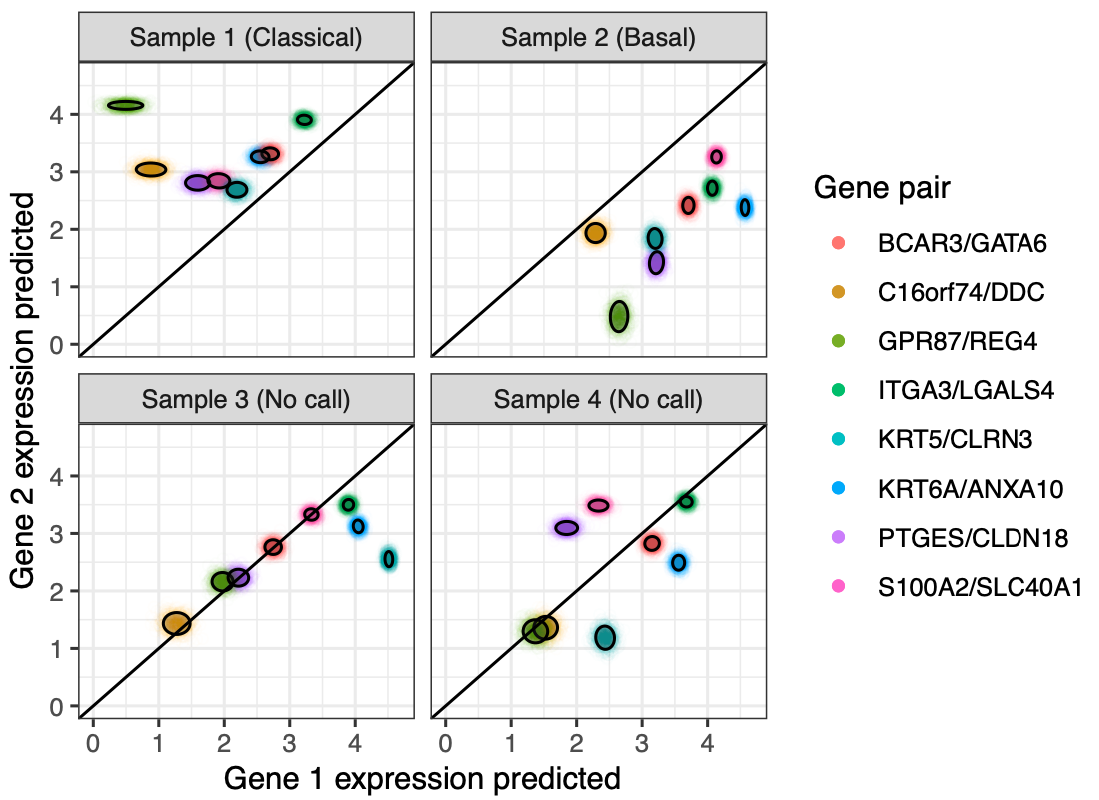 Sample 1 (Classical)
Sample 2 (Basal)
4
3
2
1
0
Sample 3 (No call)
Sample 4 (No call)
4
3
2
1
0
0 1 2 3 4
0 1 2 3 4
Gene 1 expression predicted
Gene 2 expression predicted
Gene pair
BCAR3/GATA6
C16orf74/DDC
GPR87/REG4
ITGA3/LGALS4
KRT5/CLRN3
KRT6A/ANXA10
PTGES/CLDN18
S100A2/SLC40A1